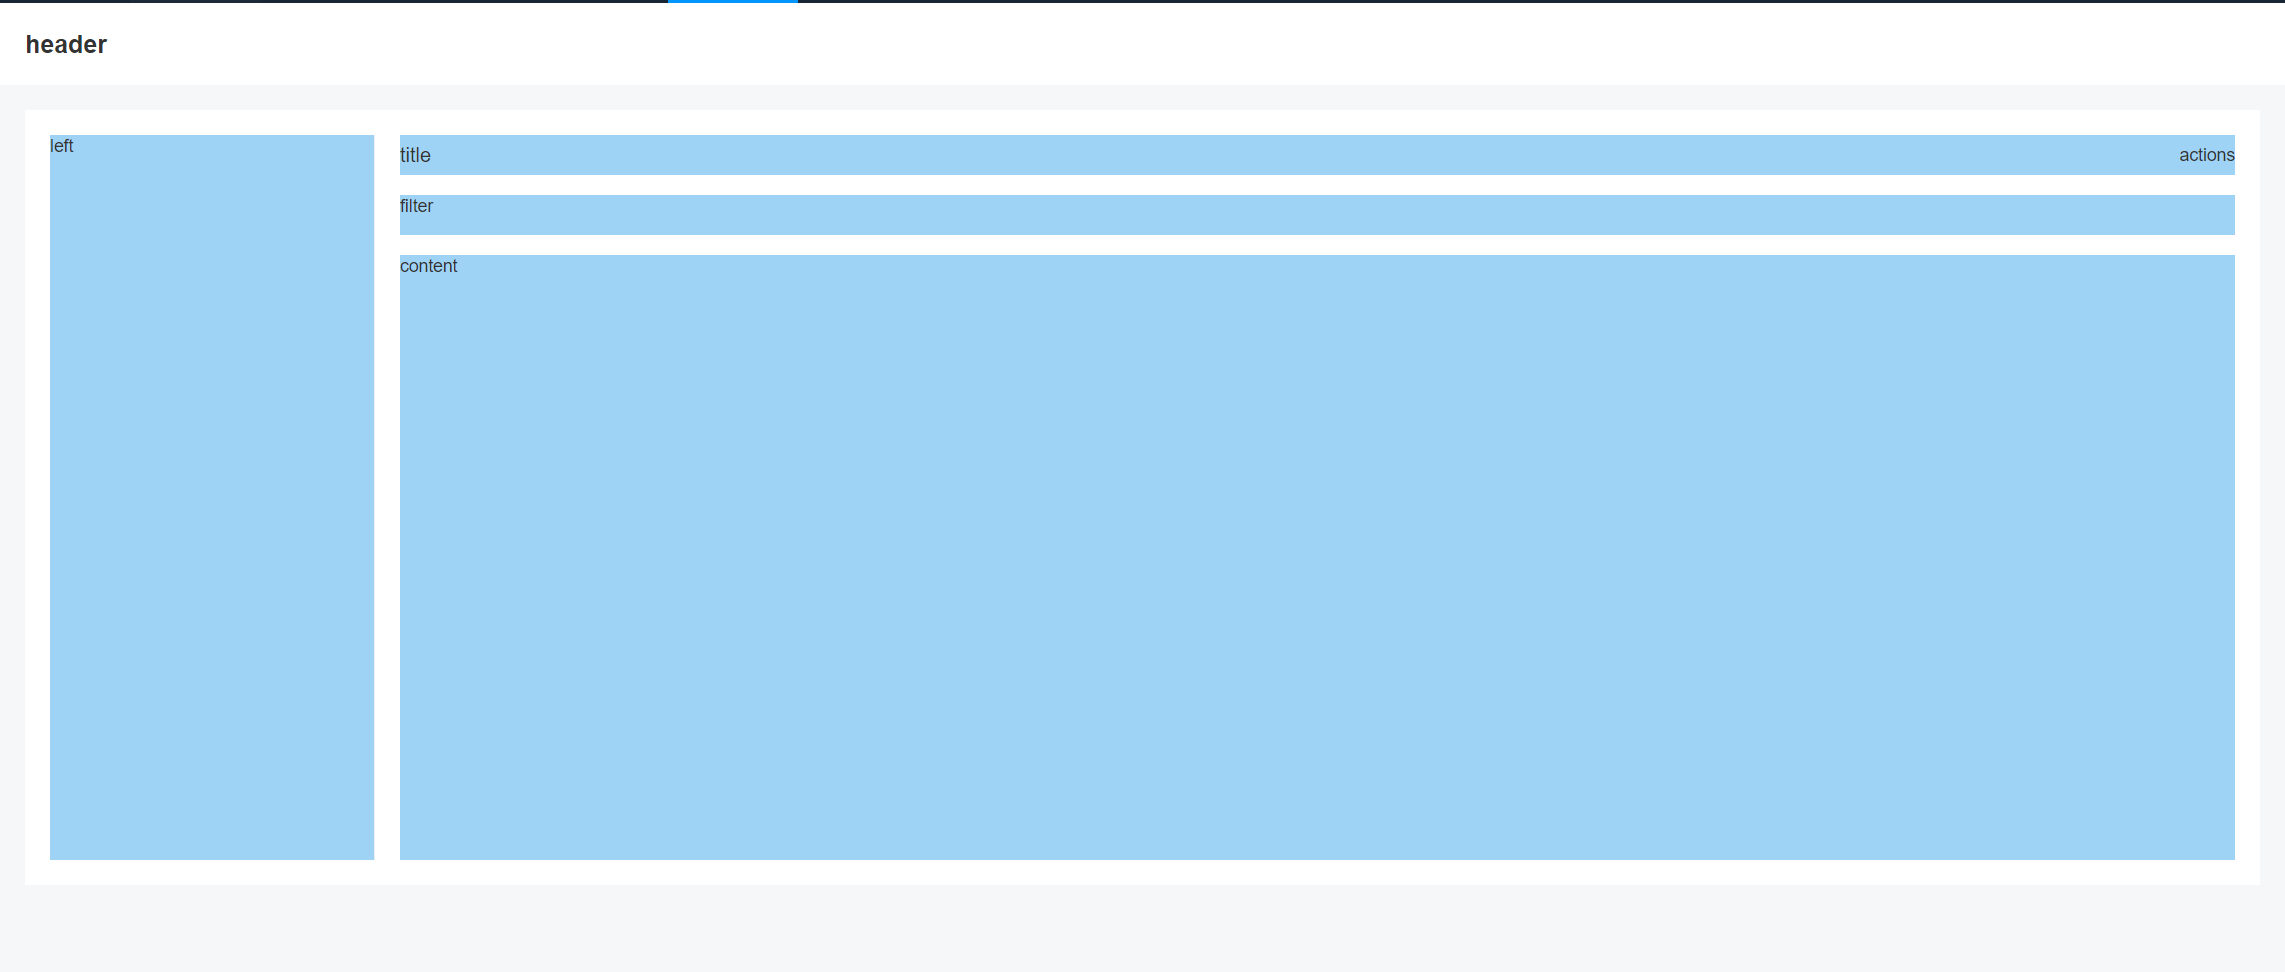 header
left
title
actions
filter
content